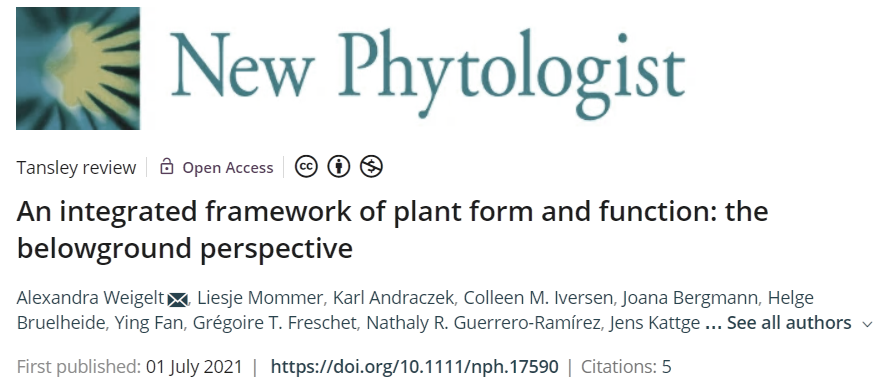 New Phytologist
Tansley review Open Access
An integrated framework of plant form and function: the
belowground perspective
Alexandra Weigelt, Liesje Mommer, Karl Andraczek, Colleen M. Iversen, Joana Bergmann, Helge
Bruelheide, Ying Fan, Grégoire T. Freschet, Nathaly R. Guerrero-Ramírez, Jens Kattge ... See all authors
First published: 01 July 2021 | https://doi.org/10.1111/nph.17590 | Citations: 5